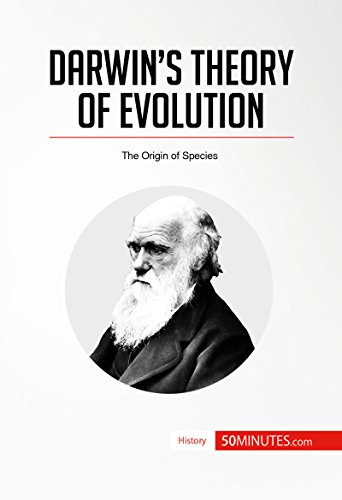 DARWIN'S THEORY
OF EVOLUTION
The Origin of Species
History
50MINUTES.com